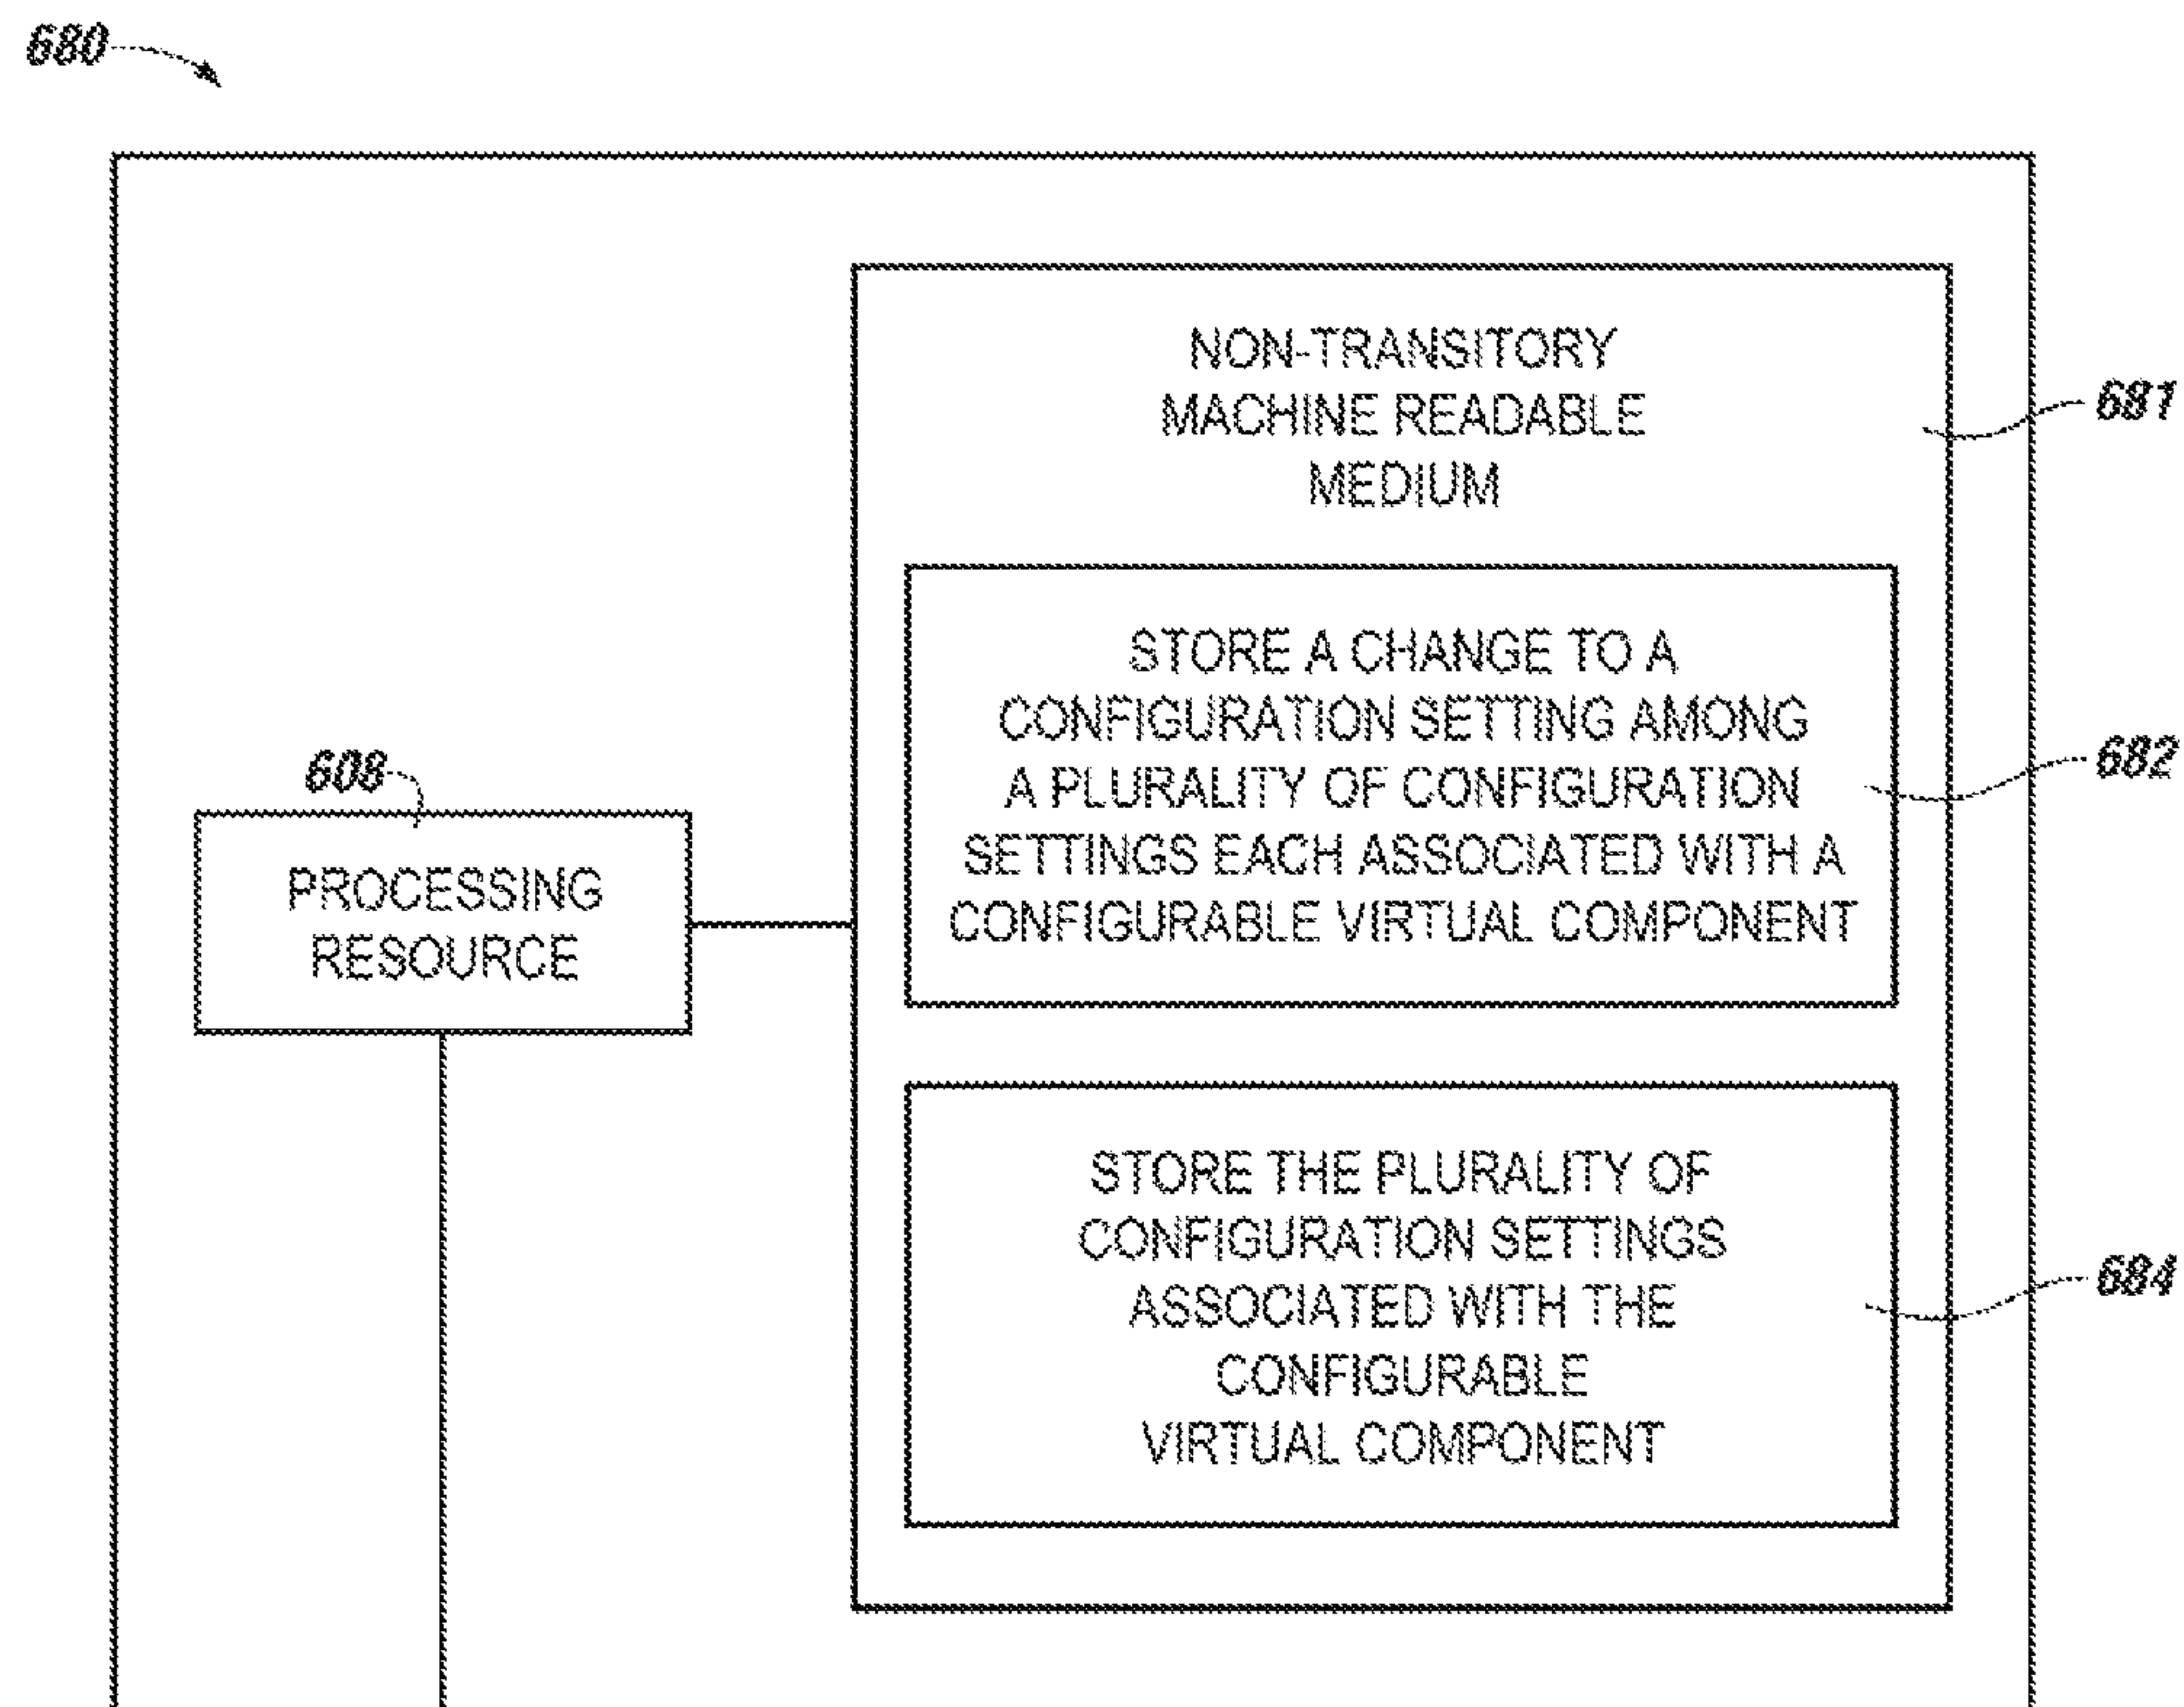 680
NON-TRANSITORY
MACHINE READABLE
MEDIUM
681
STORE A CHANGE TO A
CONFIGURATION SETTING AMONG
A PLURALITY OF CONFIGURATION
SETTINGS EACH ASSOCIATED WITH A
CONFIGURABLE VIRTUAL COMPONENT
682
608
PROCESSING
RESOURCE
STORE THE PLURALITY OF
CONFIGURATION SETTINGS
ASSOCIATED WITH THE
CONFIGURABLE
VIRTUAL COMPONENT
684